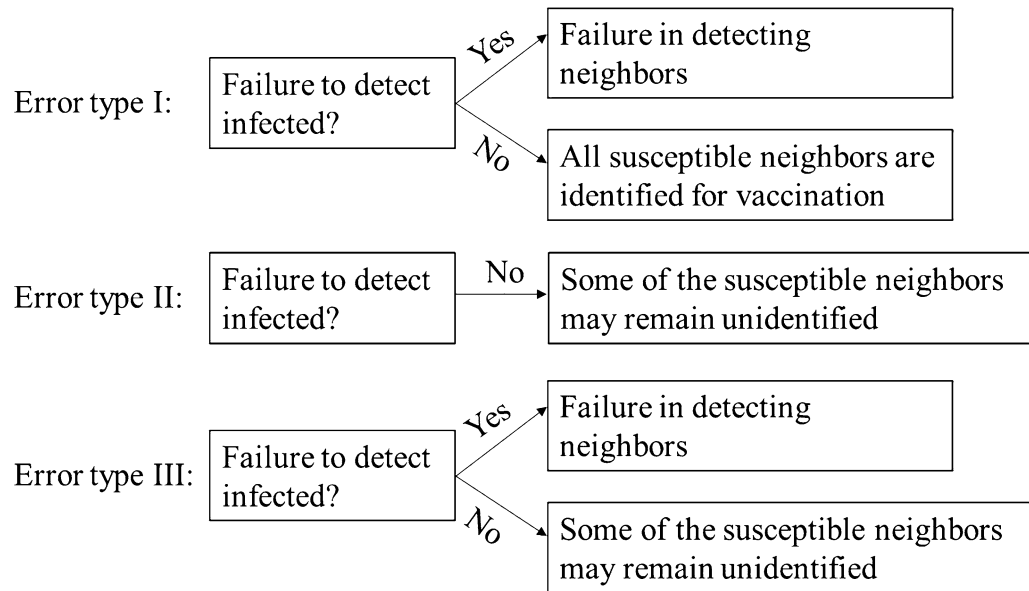 Error type I:
Failure to detect
infected?
Yes
Failure in detecting
neighbors
No
All susceptible neighbors are
identified for vaccination
Error type II:
Failure to detect
infected?
No
Some of the susceptible neighbors
may remain unidentified
Error type III:
Failure to detect
infected?
Yes
Failure in detecting
neighbors
No
Some of the susceptible neighbors
may remain unidentified